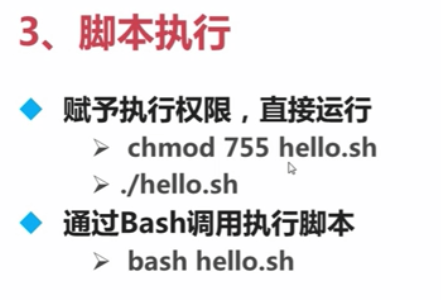 3、脚本执行
赋予执行权限，直接运行
chmod 755 hello.sh
./hello.sh
通过Bash调用执行脚本
bash hello.sh